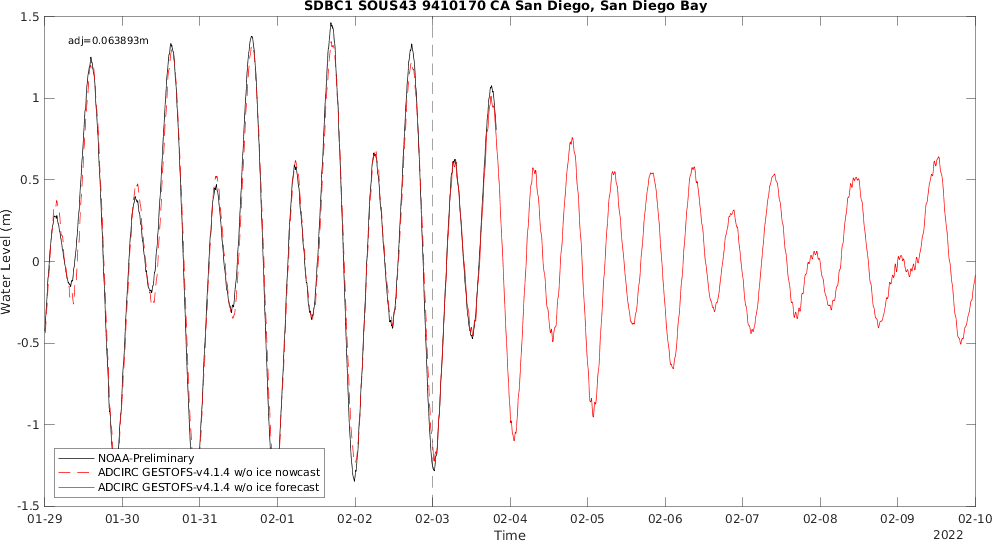 SDBC1 SOUS43 9410170 CA San Diego, San Diego Bay
adj=0.063893m
1.5
1
0.5
0
-0.5
-1
-1.5
Water Level (m)
NOAA-Preliminary
ADCIRC GESTOFS-v4.1.4 w/o ice nowcast
ADCIRC GESTOFS-v4.1.4 w/o ice forecast
01-29 01-30 01-31 02-01 02-02 02-03 02-04 02-05 02-06 02-07 02-08 02-09 02-10
Time
2022